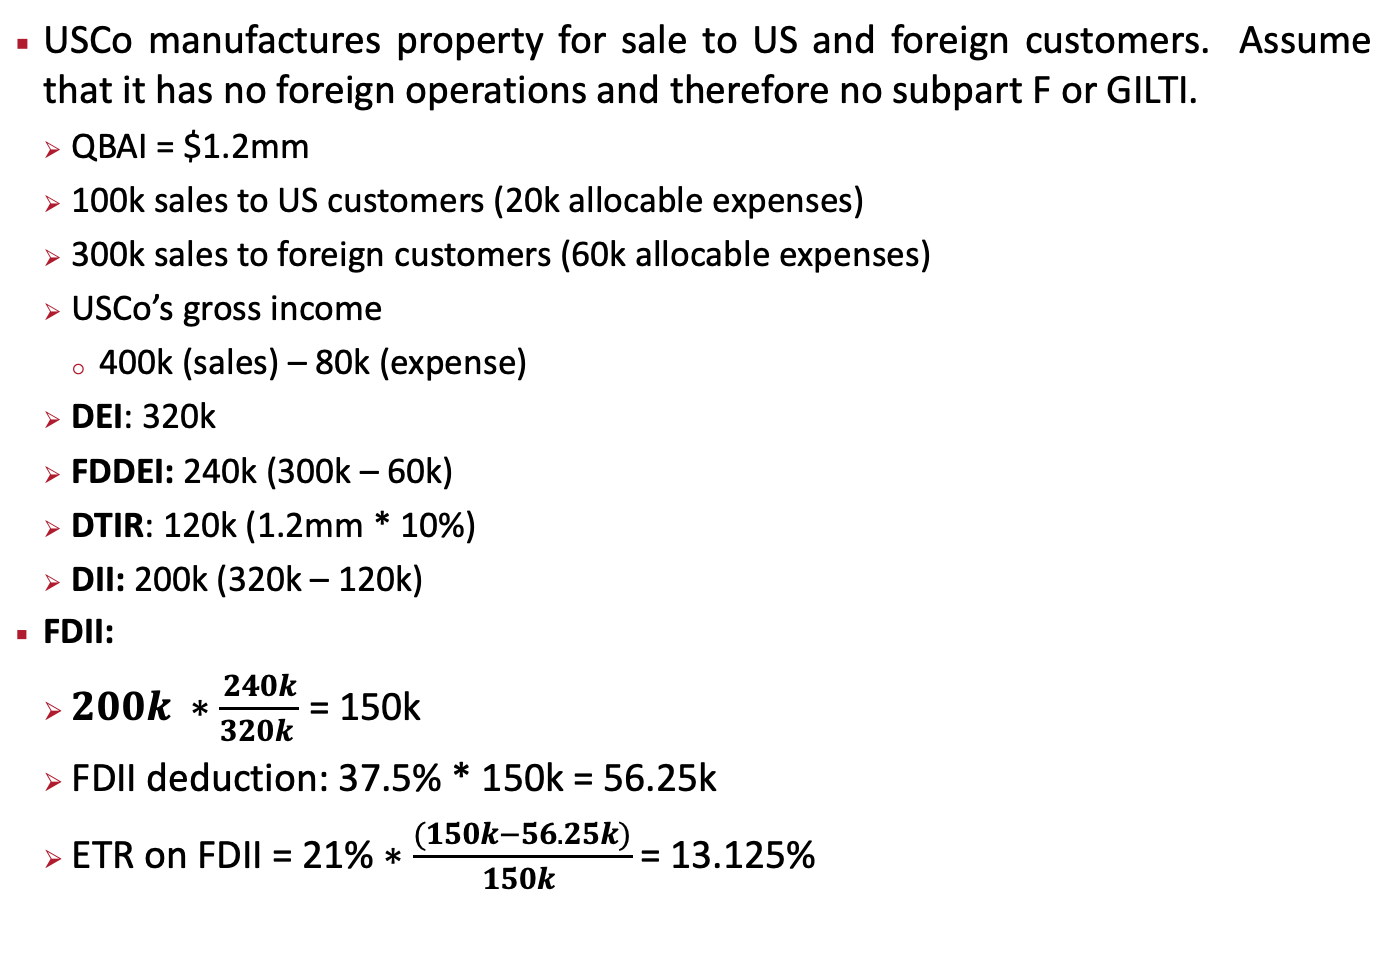 ▪ USCo manufactures property for sale to US and foreign customers. Assume
that it has no foreign operations and therefore no subpart F or GILTI.
➢ QBAI = $1.2mm
➢ 100k sales to US customers (20k allocable expenses)
➢ 300k sales to foreign customers (60k allocable expenses)
➢ USCo’s gross income
○ 400k (sales) – 80k (expense)
➢ DEI: 320k
➢ FDDEI: 240k (300k – 60k)
➢ DTIR: 120k (1.2mm * 10%)
➢ DII: 200k (320k – 120k)
▪ FDII:
➢ 200k * 240k/320k = 150k
➢ FDII deduction: 37.5% * 150k = 56.25k
➢ ETR on FDII = 21% * (150k–56.25k)/150k = 13.125%